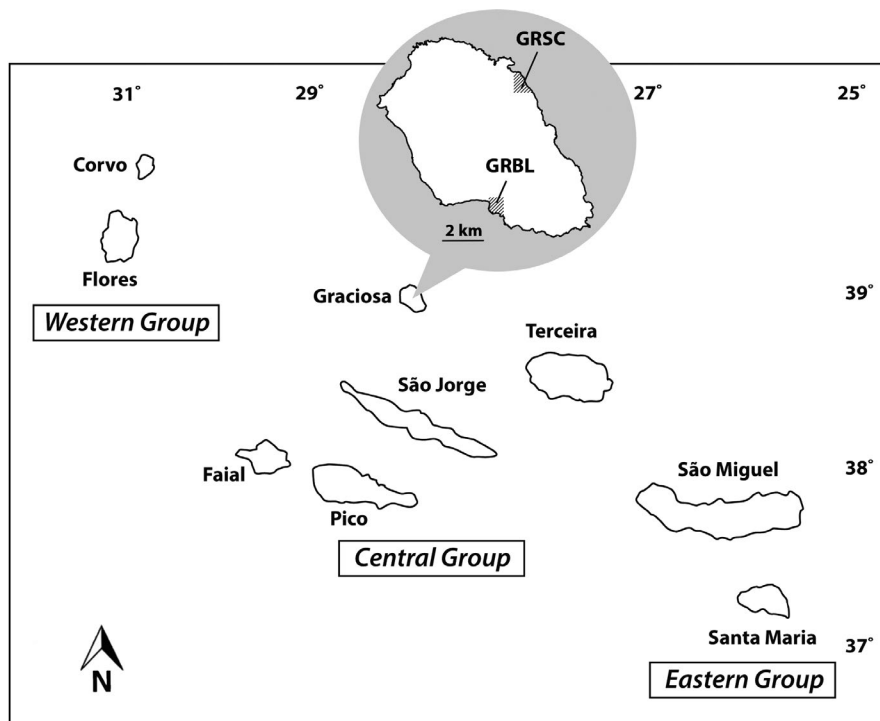 GRSC
31°
29°
27°
25°
Corvo
GRBL
2 km
Flores
Graciosa
39°
Western Group
Terceira
São Jorge
Faial
38°
São Miguel
Pico
Central Group
Santa Maria
37°
N
Eastern Group